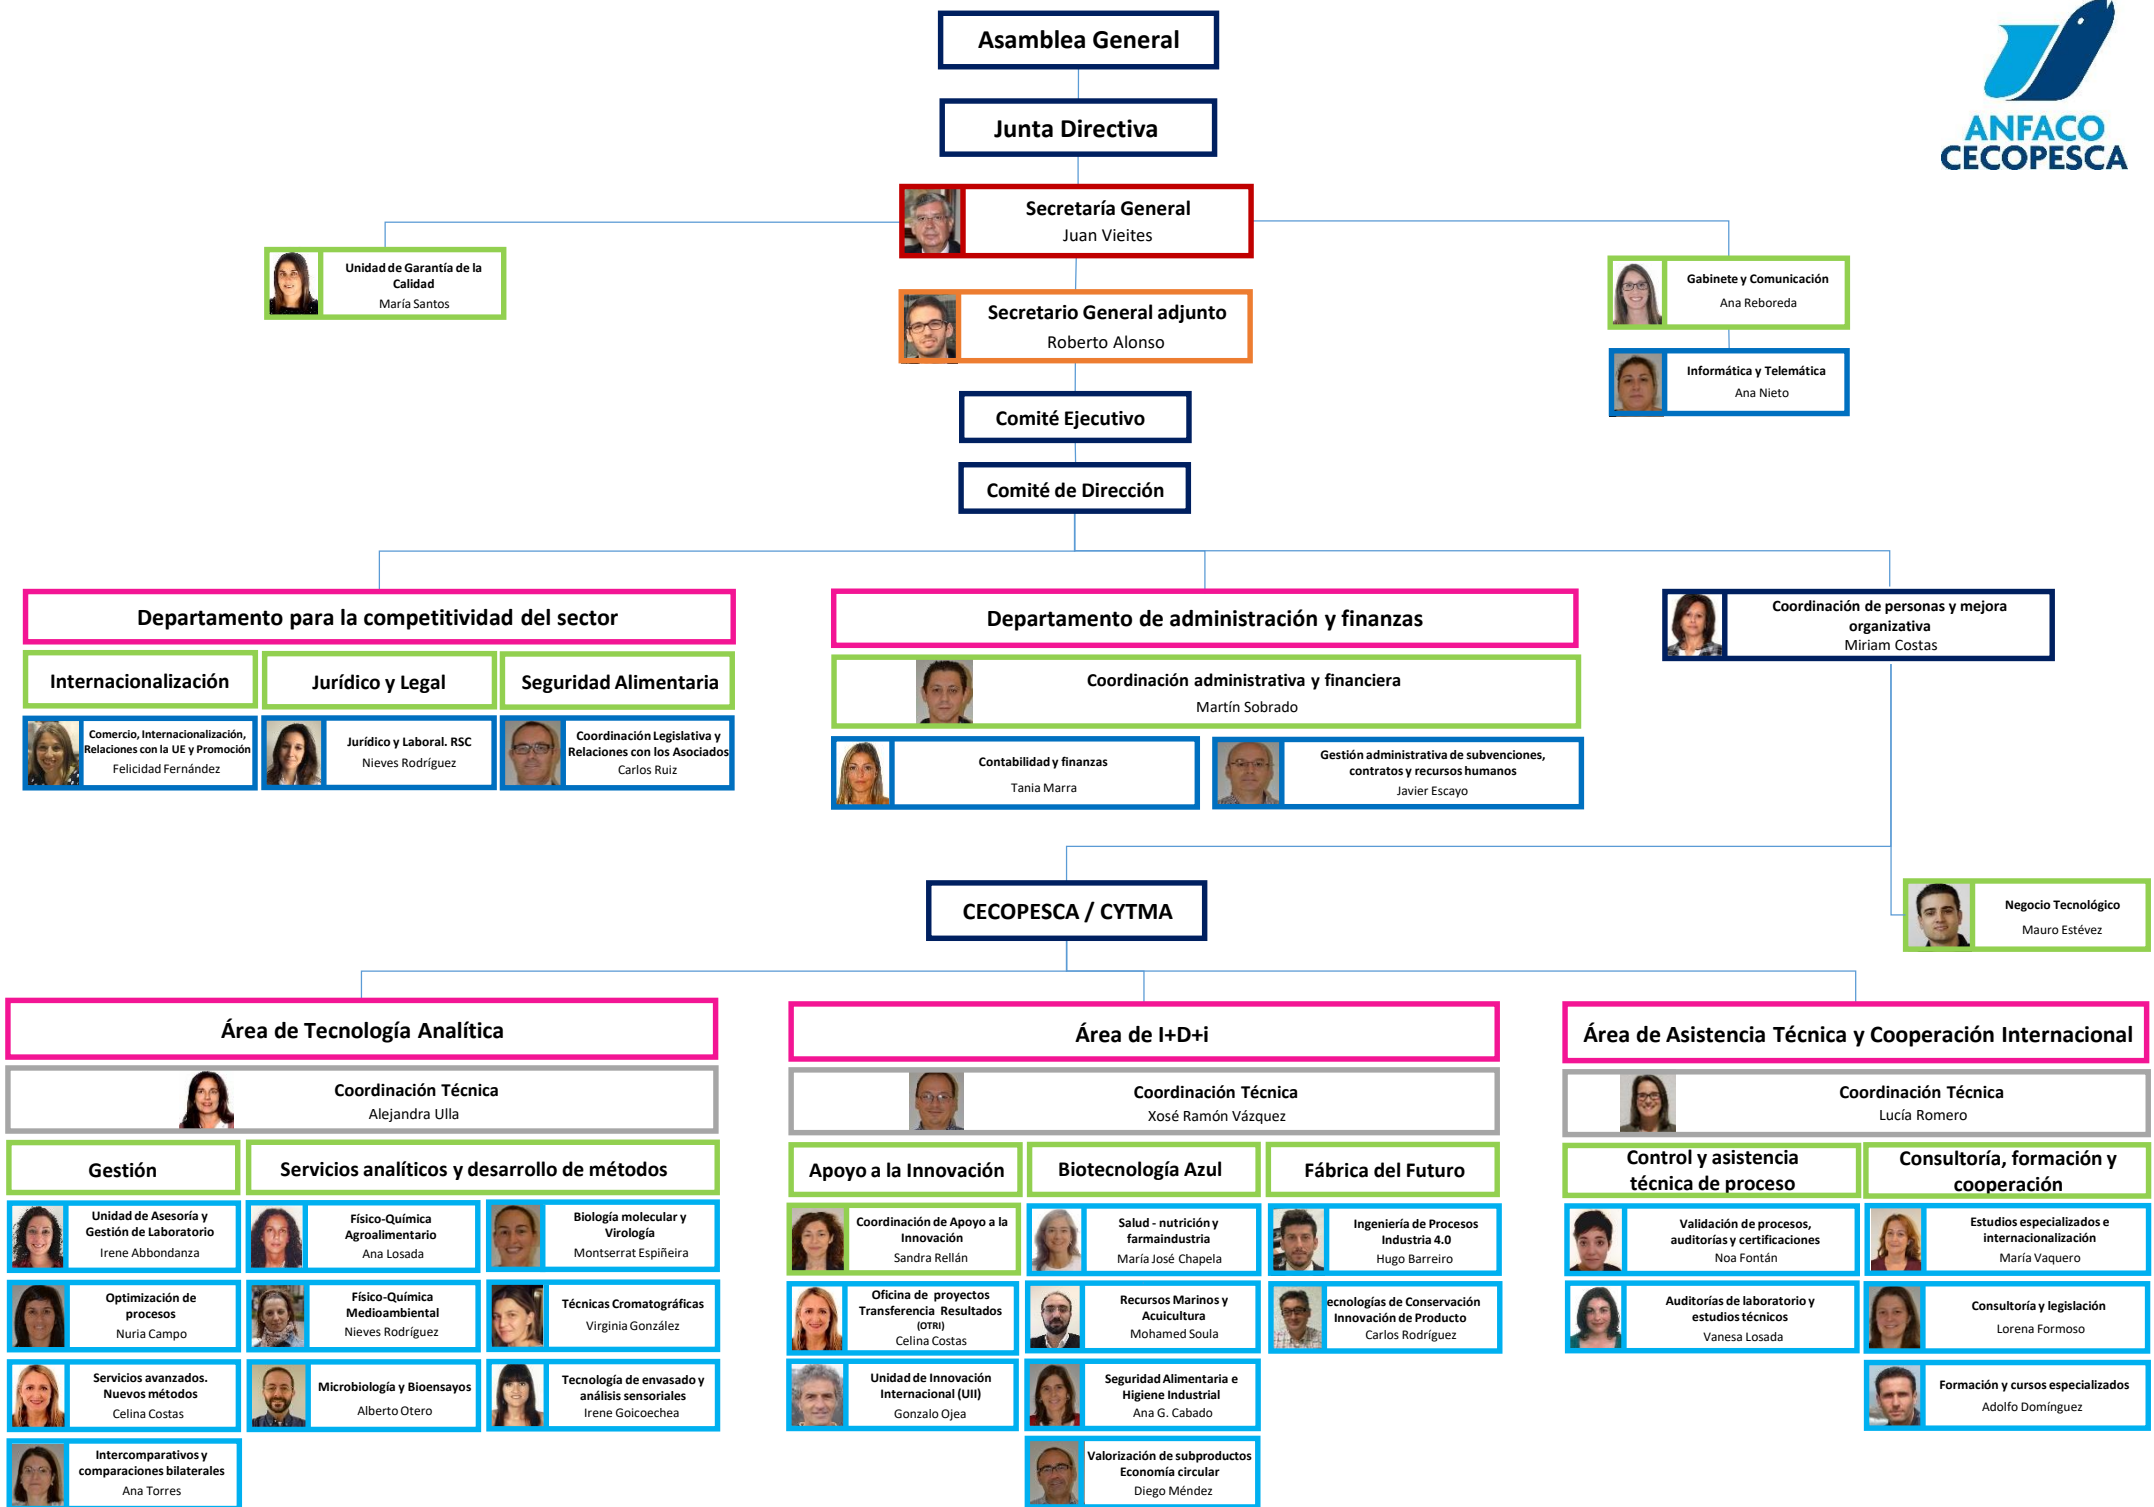 Asamblea General
Junta Directiva
ANFACO
CECOPESCA
Secretaría General
Juan Vieites
Unidad de Garantía de la
Calidad
María Santos
Gabinete y Comunicación
Ana Reboreda
Secretario General adjunto
Roberto Alonso
Informática y Telemática
Ana Nieto
Comité Ejecutivo
Comité de Dirección
Departamento para la competitividad del sector
Internacionalización
Jurídico y Legal
Seguridad Alimentaria
Comercio, Internacionalización,
Relaciones con la UE y Promoción
Felicidad Fernández
Jurídico y Laboral. RSC
Nieves Rodríguez
Coordinación Legislativa y
Relaciones con los Asociados
Carlos Ruiz
Departamento de administración y finanzas
Coordinación administrativa y financiera
Martín Sobrado
Contabilidad y finanzas
Tania Marra
Gestión administrativa de subvenciones,
contratos y recursos humanos
Javier Escayo
Coordinación de personas y mejora
organizativa
Miriam Costas
CECOPESCA / CYTMA
Negocio Tecnológico
Mauro Estévez
Área de Tecnología Analítica
Coordinación Técnica
Alejandra Ulla
Gestión
Servicios analíticos y desarrollo de métodos
Unidad de Asesoría y
Gestión de Laboratorio
Irene Abbondanza
Físico-Química
Agroalimentario
Ana Losada
Biología molecular y
Virología
Montserrat Espiñeira
Optimización de
procesos
Nuria Campo
Físico-Química
Medioambiental
Nieves Rodríguez
Técnicas Cromatográficas
Virginia González
Servicios avanzados.
Nuevos métodos
Celina Costas
Microbiología y Bioensayos
Alberto Otero
Tecnología de envasado y
análisis sensoriales
Irene Goicoechea
Intercomparativos y
comparaciones bilaterales
Ana Torres
Área de I+D+i
Coordinación Técnica
Xosé Ramón Vázquez
Apoyo a la Innovación
Biotecnología Azul
Fábrica del Futuro
Coordinación de Apoyo a la
Innovación
Sandra Rellán
Salud - nutrición y
farmaindustria
María José Chapela
Ingeniería de Procesos
Industria 4.0
Hugo Barreiro
Oficina de proyectos
Transferencia Resultados
(OTRI)
Celina Costas
Recursos Marinos y
Acuicultura
Mohamed Soula
ecnologías de Conservación
Innovación de Producto
Carlos Rodríguez
Unidad de Innovación
Internacional (UII)
Gonzalo Ojea
Seguridad Alimentaria e
Higiene Industrial
Ana G. Cabado
Valorización de subproductos
Economía circular
Diego Méndez
Área de Asistencia Técnica y Cooperación Internacional
Coordinación Técnica
Lucía Romero
Control y asistencia
técnica de proceso
Consultoría, formación y
cooperación
Validación de procesos,
auditorías y certificaciones
Noa Fontán
Estudios especializados e
internacionalización
María Vaquero
Auditorías de laboratorio y
estudios técnicos
Vanesa Losada
Consultoría y legislación
Lorena Formoso
Formación y cursos especializados
Adolfo Domínguez